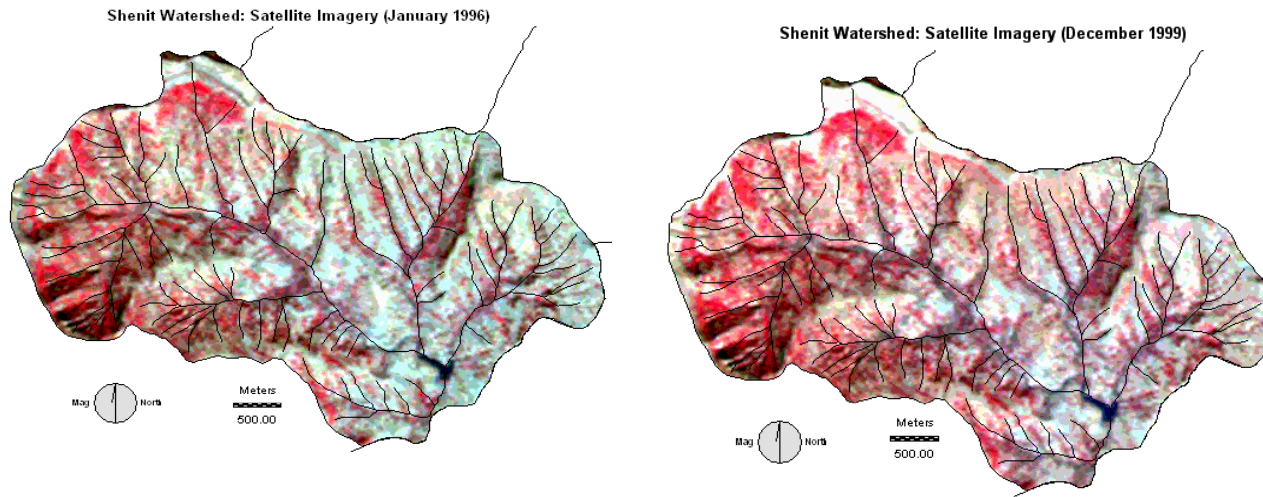 Shenit Watershed: Satellite Imagery (January 1996)
Meters
Mag North
500.00
Shenit Watershed: Satellite Imagery (December 1999)
Meters
Mag North
500.00